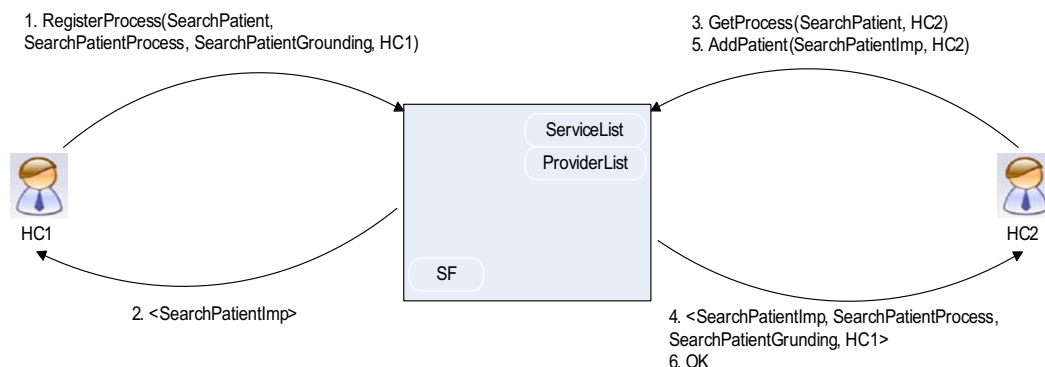 1. RegisterProcess(SearchPatient,
SearchPatientProcess, SearchPatientGrounding, HC1)
3. GetProcess(SearchPatient, HC2)
5. AddPatient(SearchPatientImp, HC2)
ServiceList
ProviderList
HC1
HC2
SF
2. <SearchPatientImp>
4. <SearchPatientImp, SearchPatientProcess,
SearchPatientGrunding, HC1>
6. OK